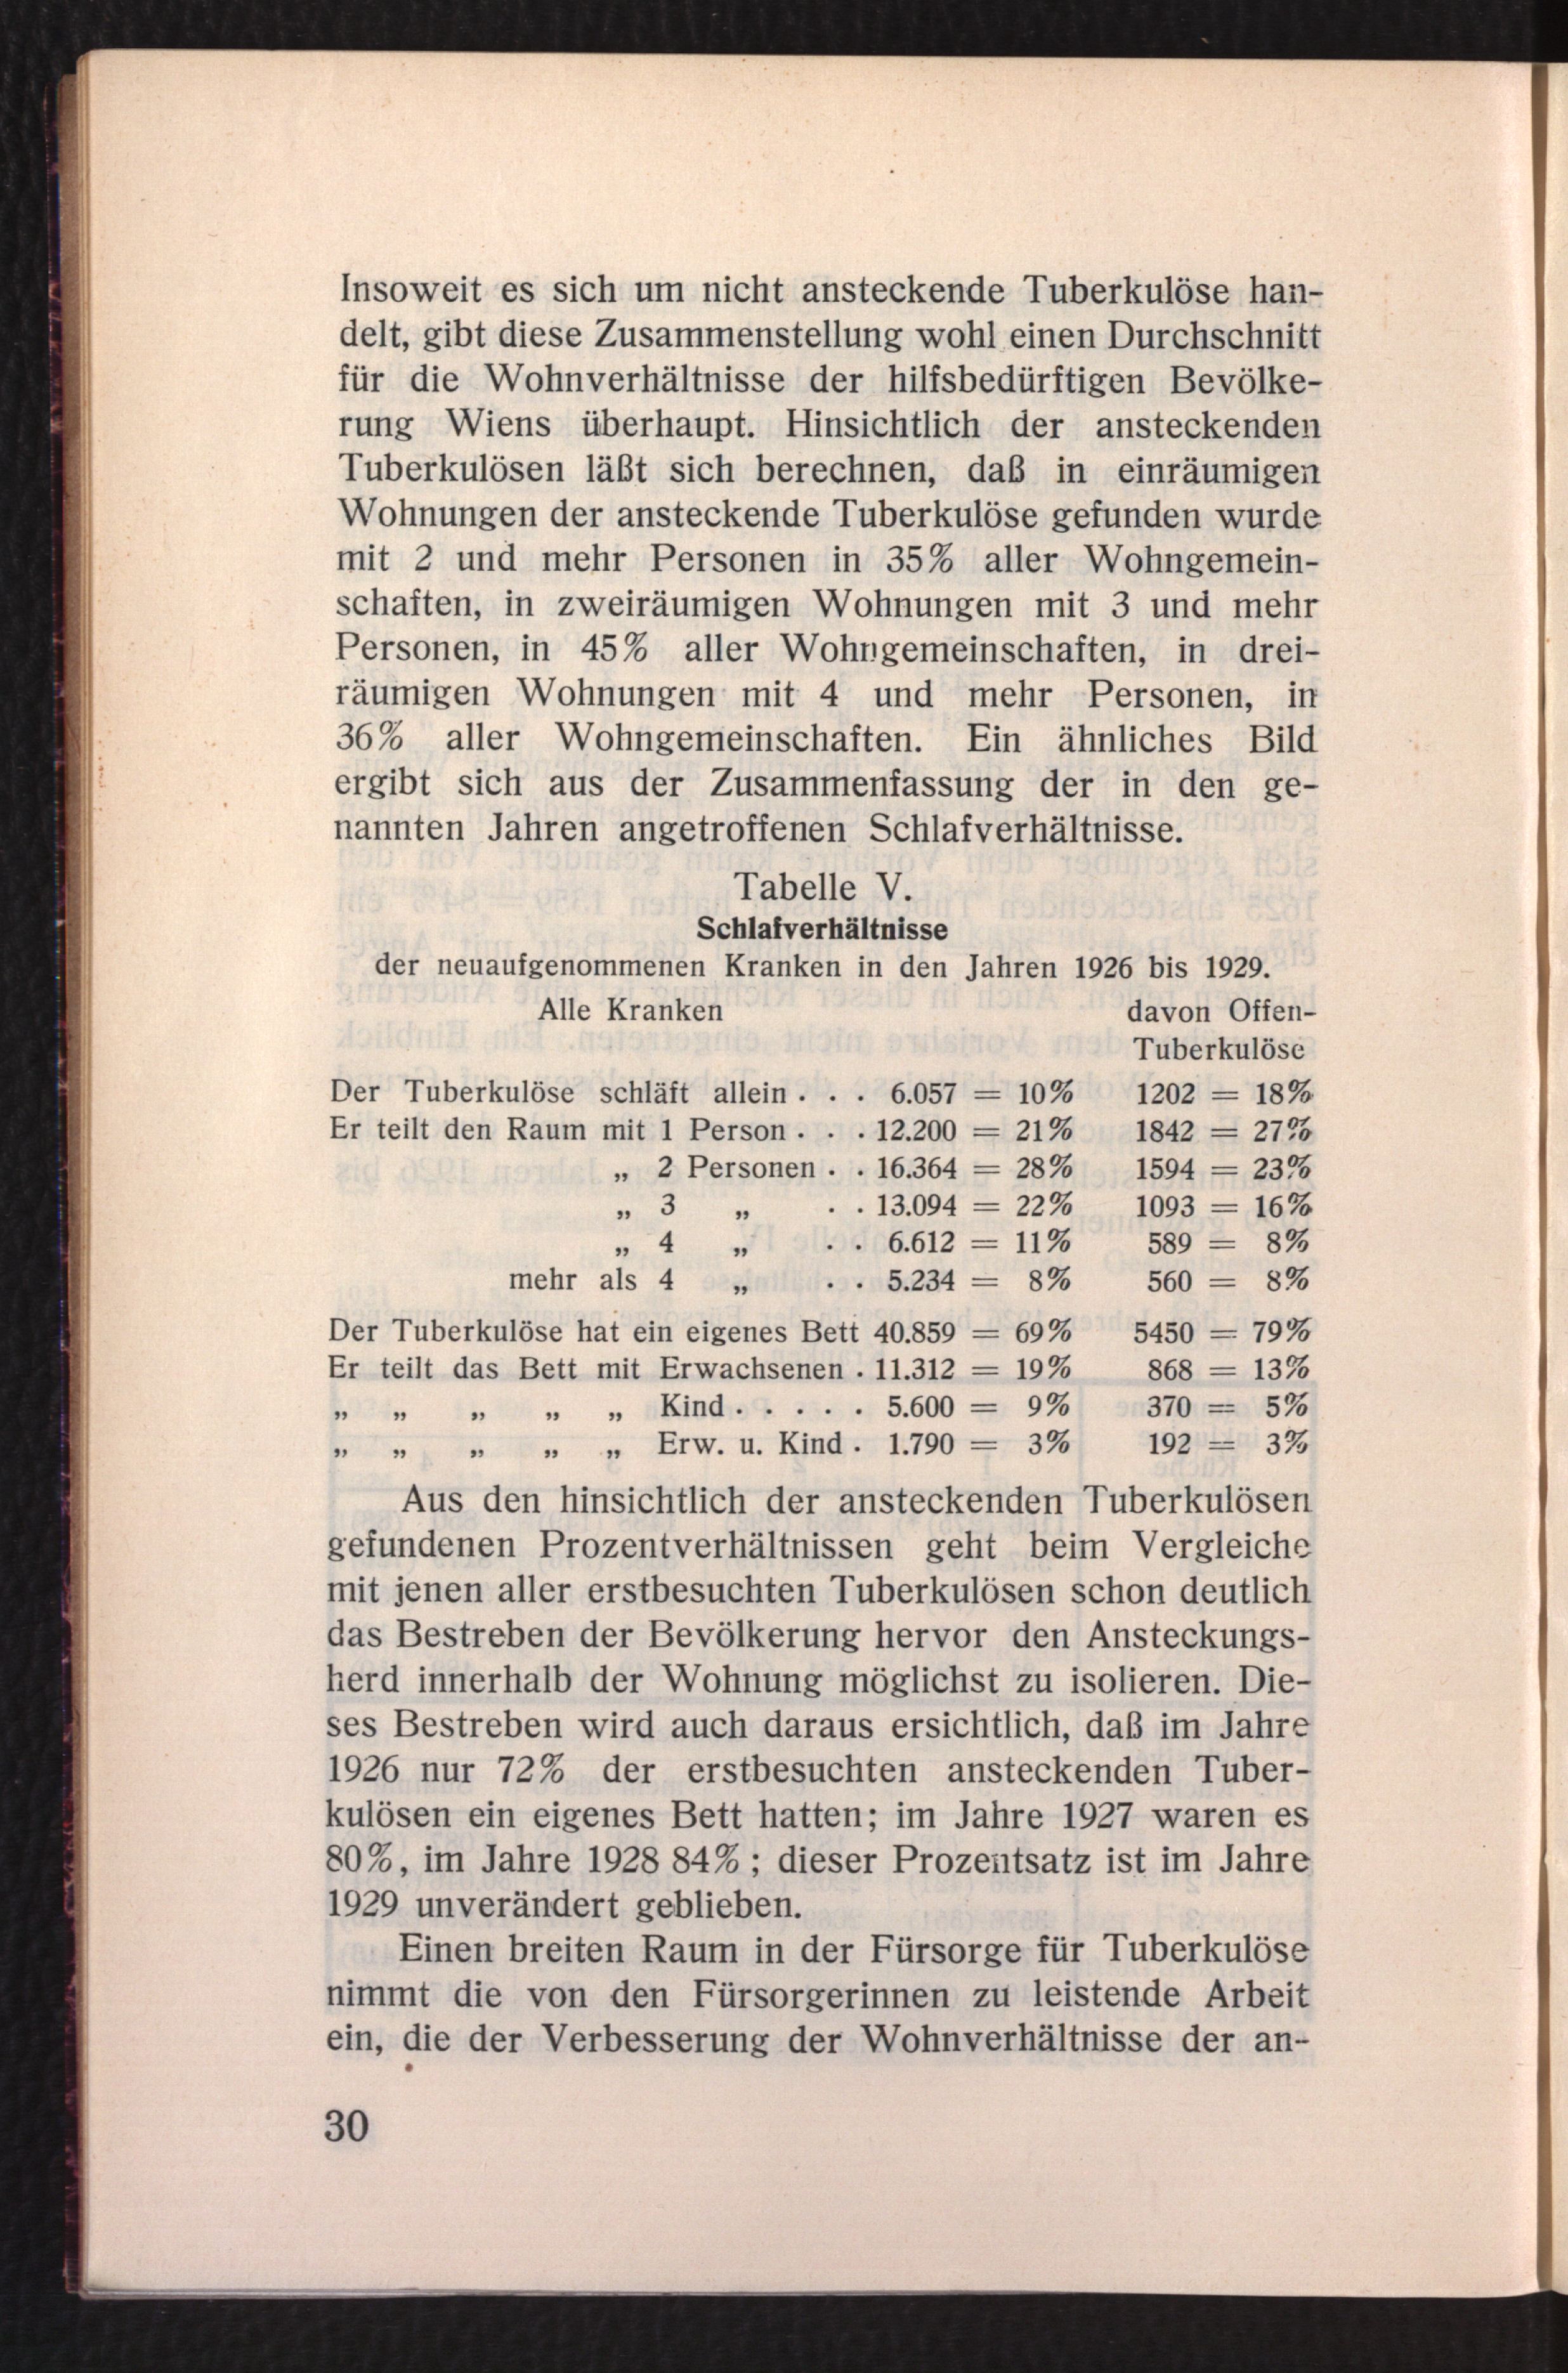 Insoweit es sich um nicht ansteckende Tuberkulöse han-
delt, gibt diese Zusammenstellung wohl einen Durchschnitt
für die Wohnverhältnisse der hilfsbedürftigen Bevölke-
rung Wiens überhaupt. Hinsichtlich der ansteckenden
Tuberkulösen läßt sich berechnen, daß in einräumigen
Wohnungen der ansteckende Tuberkulöse gefunden wurde
mit 2 und mehr Personen in 35% aller Wohngemein-
schaften, in zweiräumigen Wohnungen mit 3 und mehr
Personen, in 45% aller Wohngemeinschaften, in drei-
räumigen Wohnungen mit 4 und mehr Personen, in
36% aller Wohngemeinschaften. Ein ähnliches Bild
ergibt sich aus der Zusammenfassung der in den ge-
nannten Jahren angetroffenen Schlafverhältnisse.
Tabelle V.
Schlafverhältnisse
der neuaufgenommenen Kranken in den Jahren 1926 bis 1929.
Alle Kranken davon Offen-
Tuberkulöse
Der Tuberkulöse schläft allein . . . 6.057 = 10% 1202 = 18%
Er teilt den Raum mit 1 Person . . . 12.200 = 21% 1842 = 27%
„ 2 Personen . . 16.364 = 28% 1594 = 23%
„ 3 „ . . 13.094 = 22% 1093 = 16%
„ 4 „ . . 6.612 = 11% 589 = 8%
mehr als 4 „ . . 5.234 = 8% 560 = 8%
Der Tuberkulöse hat ein eigenes Bett 40.859 = 69% 5450 = 79%
Er teilt das Bett mit Erwachsenen . 11.312 = 19% 868 = 13%
„ „ „ „ „ Kind . . . . . 5.600 = 9% 370 = 5%
„ „ „ „ „ Erw. u. Kind . 1.790 = 3% 192 = 3%
Aus den hinsichtlich der ansteckenden Tuberkulösen
gefundenen Prozentverhältnissen geht beim Vergleiche
mit jenen aller erstbesuchten Tuberkulösen schon deutlich
das Bestreben der Bevölkerung hervor den Ansteckungs-
herd innerhalb der Wohnung möglichst zu isolieren. Die-
ses Bestreben wird auch daraus ersichtlich, daß im Jahre
1926 nur 72% der erstbesuchten ansteckenden Tuber-
kulösen ein eigenes Bett hatten; im Jahre 1927 waren es
80%, im Jahre 1928 84%; dieser Prozentsatz ist im Jahre
1929 unverändert geblieben.
Einen breiten Raum in der Fürsorge für Tuberkulöse
nimmt die von den Fürsorgerinnen zu leistende Arbeit
ein, die der Verbesserung der Wohnverhältnisse der an-
30